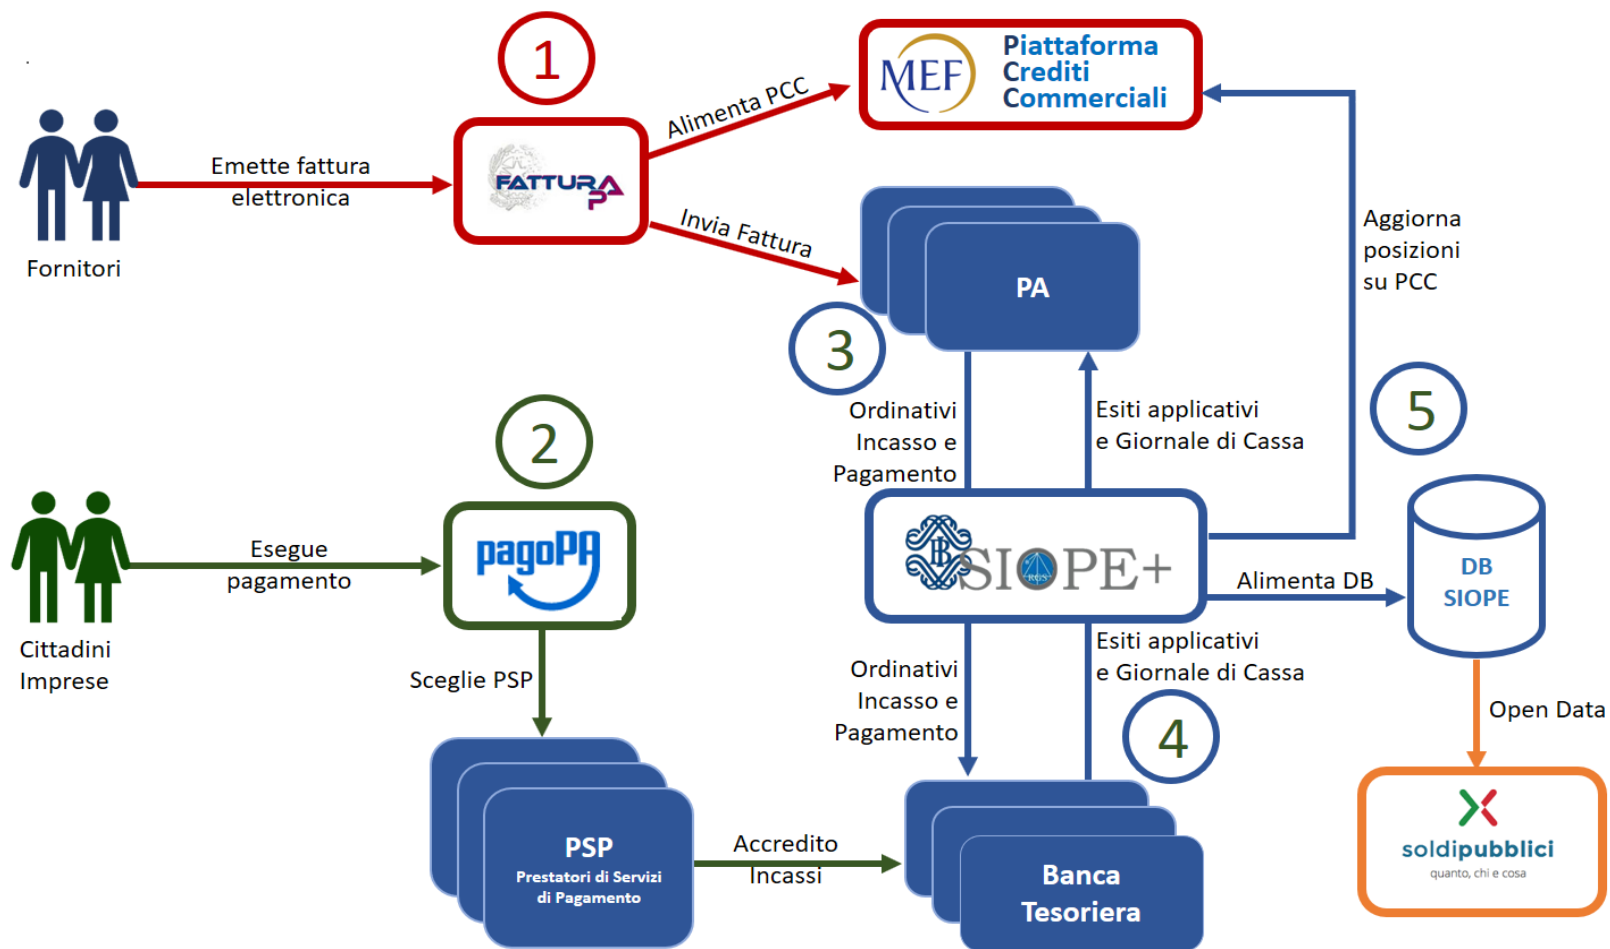 1
MEF
Piattaforma
Crediti
Commerciali
Alimenta PCC
Emette fattura
elettronica
FATTURAPA
Fornitori
Invia Fattura
PA
Aggiorna
posizioni
su PCC
3
Ordinativi
Incasso e
Pagamento
Esiti applicativi
e Giornale di Cassa
5
2
Esegue
pagamento
pagoPA
Cittadini
Imprese
SIOPE+
RGS
Alimenta DB
DB
SIOPE
Sceglie PSP
Ordinativi
Incasso e
Pagamento
Esiti applicativi
e Giornale di Cassa
4
Open Data
PSP
Prestatori di Servizi
di Pagamento
Accredito
Incassi
Banca
Tesoriera
soldipubblici
quanto, chi e cosa